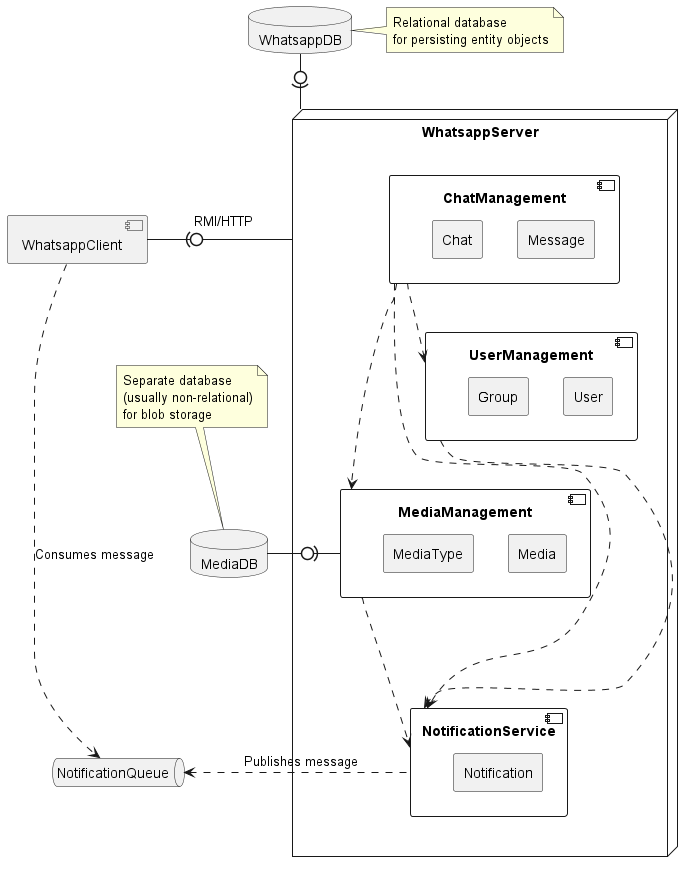 WhatsappDB
Relational database
for persisting entity objects
WhatsappServer
ChatManagement
Chat
Message
RMI/HTTP
WhatsappClient
UserManagement
Group
User
Separate database
(usually non-relational)
for blob storage
MediaManagement
MediaType
Media
MediaDB
Consumes message
NotificationService
Notification
Publishes message
NotificationQueue